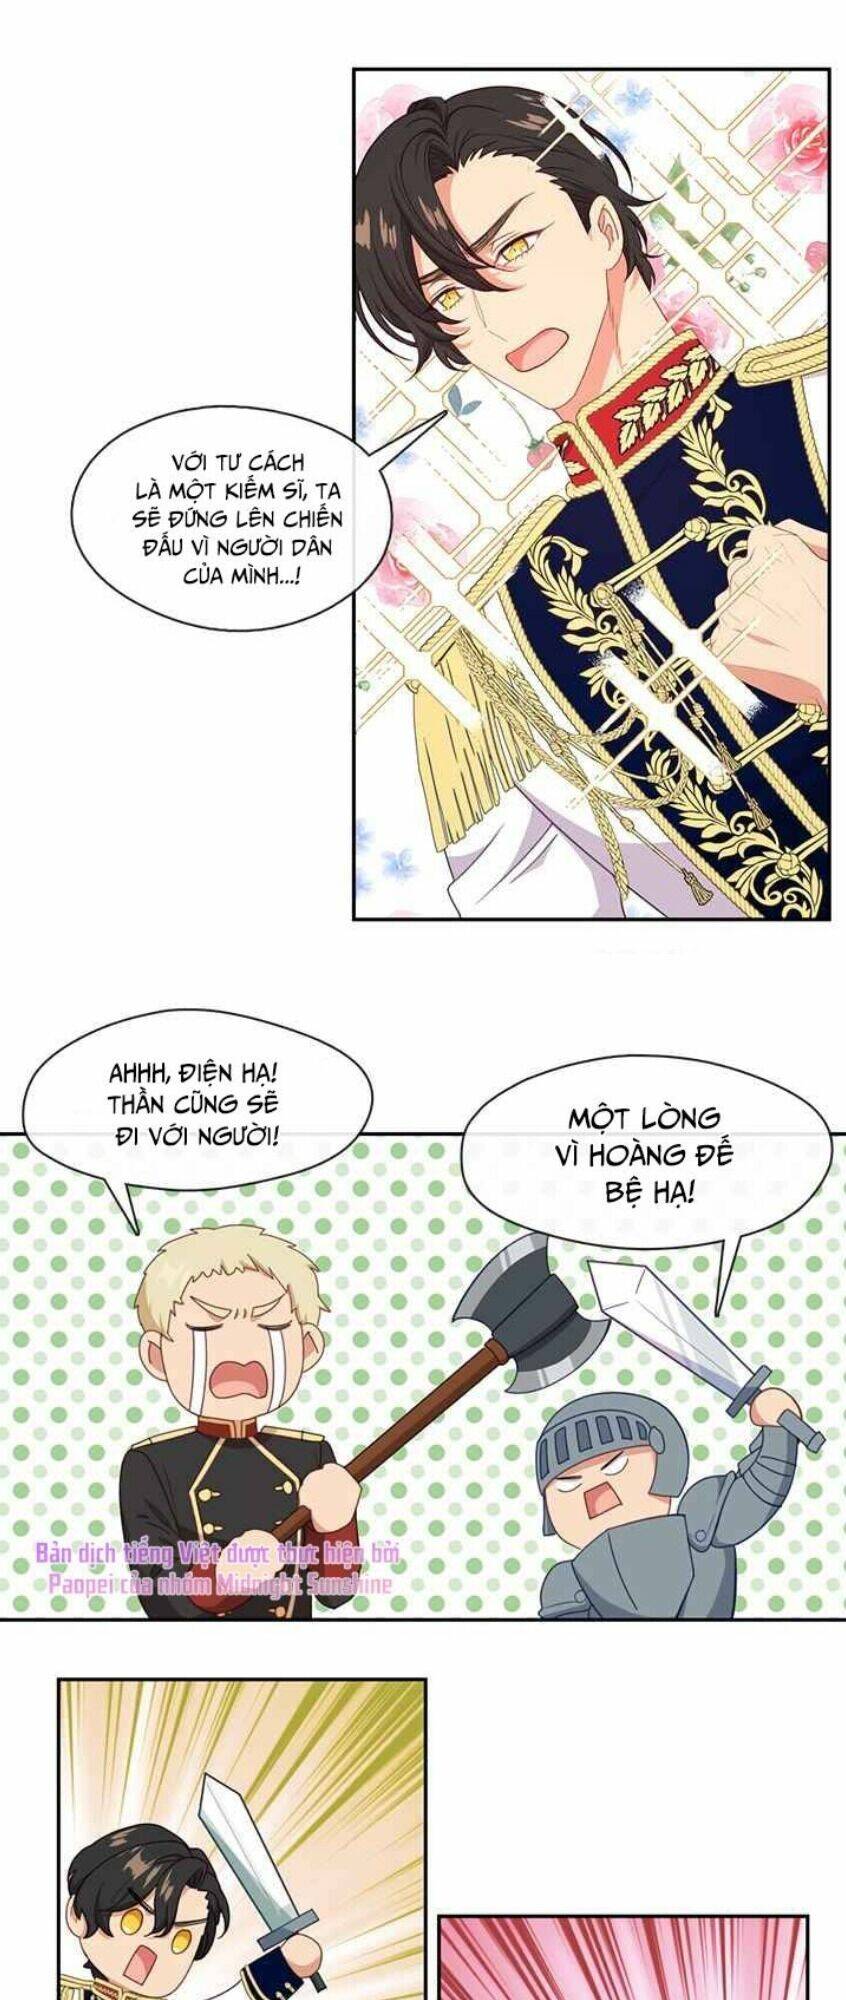 VỚI TƯ CÁCH
LÀ MỘT KIẾM SĨ, TA
SẼ ĐỨNG LÊN CHIẾN
ĐẤU VÌ NGƯỜI DÂN
CỦA MÌNH...!
AHHH, ĐIỆN HẠ!
THẦN CŨNG SẼ
ĐI VỚI NGƯỜI!
MỘT LÒNG
VÌ HOÀNG ĐẾ
BỆ HẠ!
Bản dịch tiếng Việt được thực hiện bởi
Paopei của nhóm Midnight Sunshine